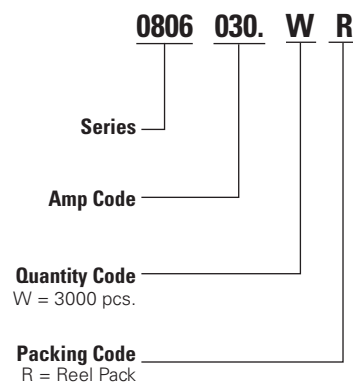 0806 030. W R
Series
Amp Code
Quantity Code
W = 3000 pcs.
Packing Code
R = Reel Pack